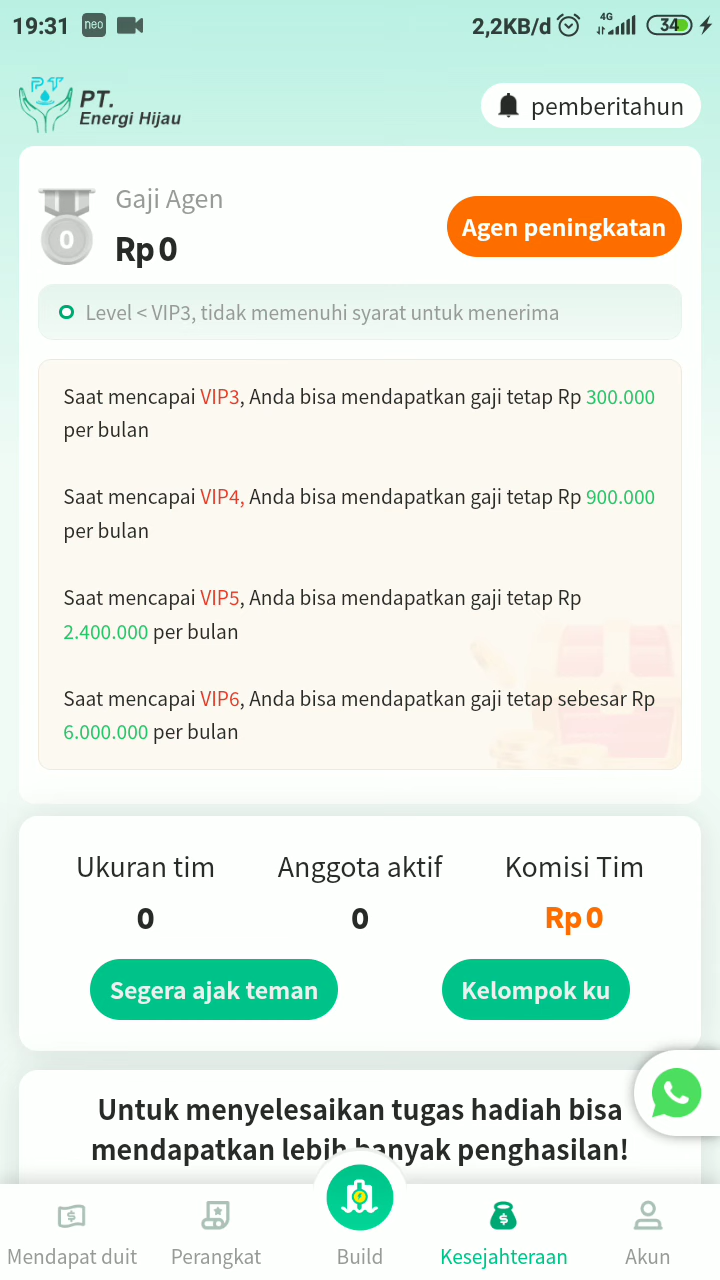 19:31 neo 2,2KB/d 4G 34
PT
PT.
Energi Hijau
pemberitahun
0
Gaji Agen
Rp 0
Agen peningkatan
Level < VIP3, tidak memenuhi syarat untuk menerima
Saat mencapai VIP3, Anda bisa mendapatkan gaji tetap Rp 300.000
per bulan
Saat mencapai VIP4, Anda bisa mendapatkan gaji tetap Rp 900.000
per bulan
Saat mencapai VIP5, Anda bisa mendapatkan gaji tetap Rp
2.400.000 per bulan
Saat mencapai VIP6, Anda bisa mendapatkan gaji tetap sebesar Rp
6.000.000 per bulan
Ukuran tim Anggota aktif Komisi Tim
0 0 Rp 0
Segera ajak teman Kelompok ku
Untuk menyelesaikan tugas hadiah bisa
mendapatkan lebih banyak penghasilan!
Mendapat duit Perangkat Build Kesejahteraan Akun